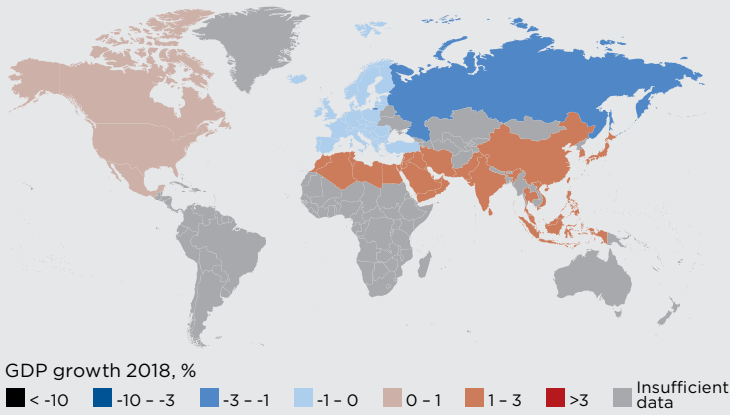 GDP growth 2018, %
< -10
-10 – -3
-3 – -1
-1 – 0
0 – 1
1 – 3
>3
Insufficient
data